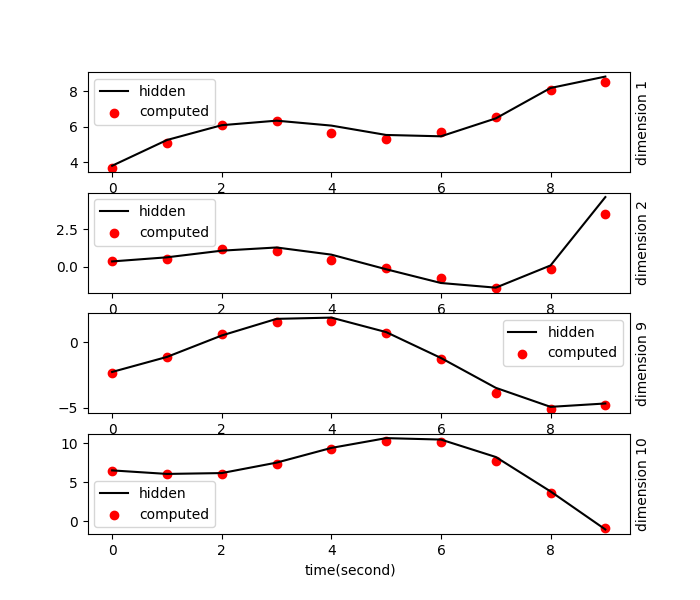 hidden
computed
8
6
4
0
2
4
6
8
dimension 1
hidden
computed
2.5
0.0
0
2
4
6
8
dimension 2
hidden
computed
0
−5
0
2
4
6
8
dimension 9
hidden
computed
10
5
0
0
2
4
6
8
dimension 10
time(second)